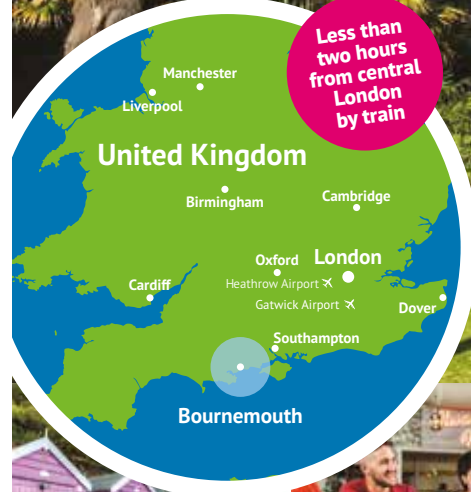 Less than
two hours
from central
London
by train
Manchester
Liverpool
United Kingdom
Birmingham
Cambridge
Oxford
London
Heathrow Airport
Cardiff
Gatwick Airport
Dover
Southampton
Bournemouth